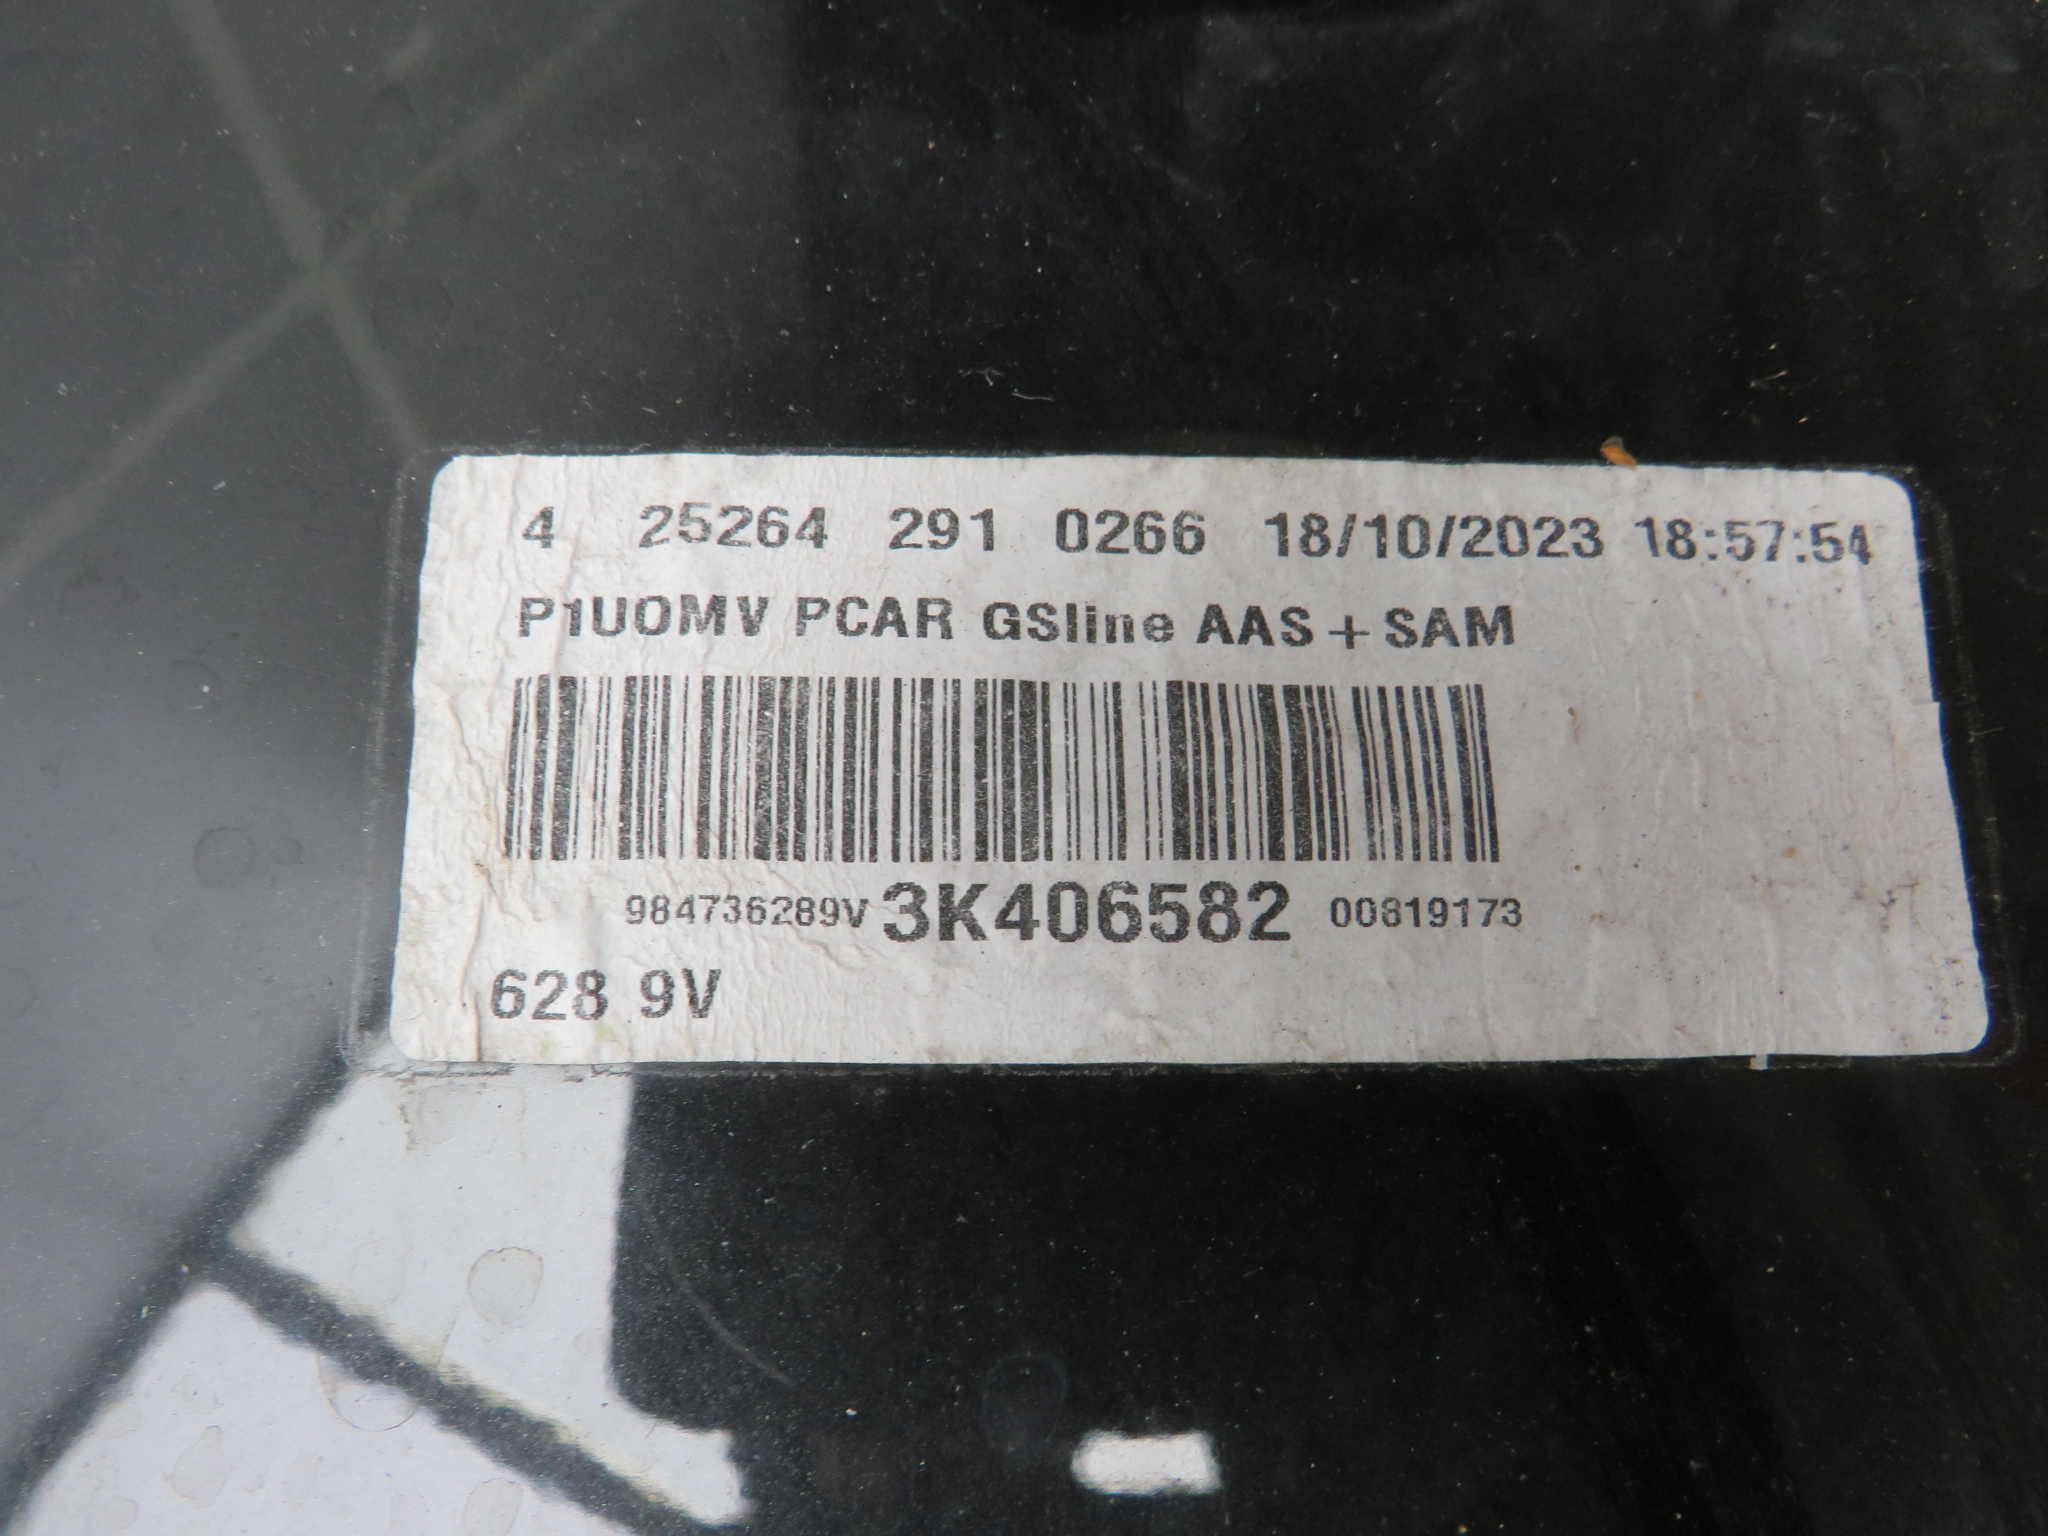 4 25264 291 0266 18/10/2023 18:57:54
P1UOMV PCAR GSline AAS + SAM
984736289V 3K406582 00819173
628 9V